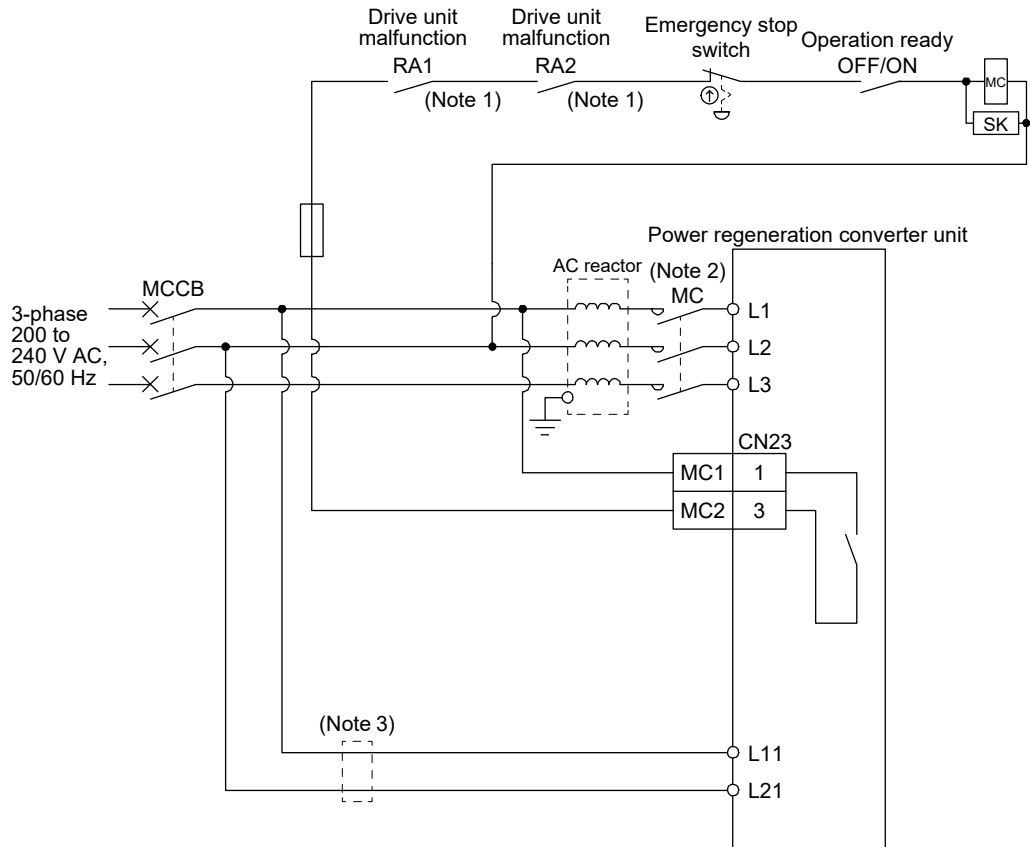 Drive unit
malfunction
RA1
(Note 1)
Drive unit
malfunction
RA2
(Note 1)
Emergency stop
switch
Operation ready
OFF/ON
MC
SK
Power regeneration converter unit
AC reactor
(Note 2)
MC
MCCB
3-phase
200 to
240 V AC,
50/60 Hz
L1
L2
L3
CN23
MC1 1
MC2 3
(Note 3)
L11
L21